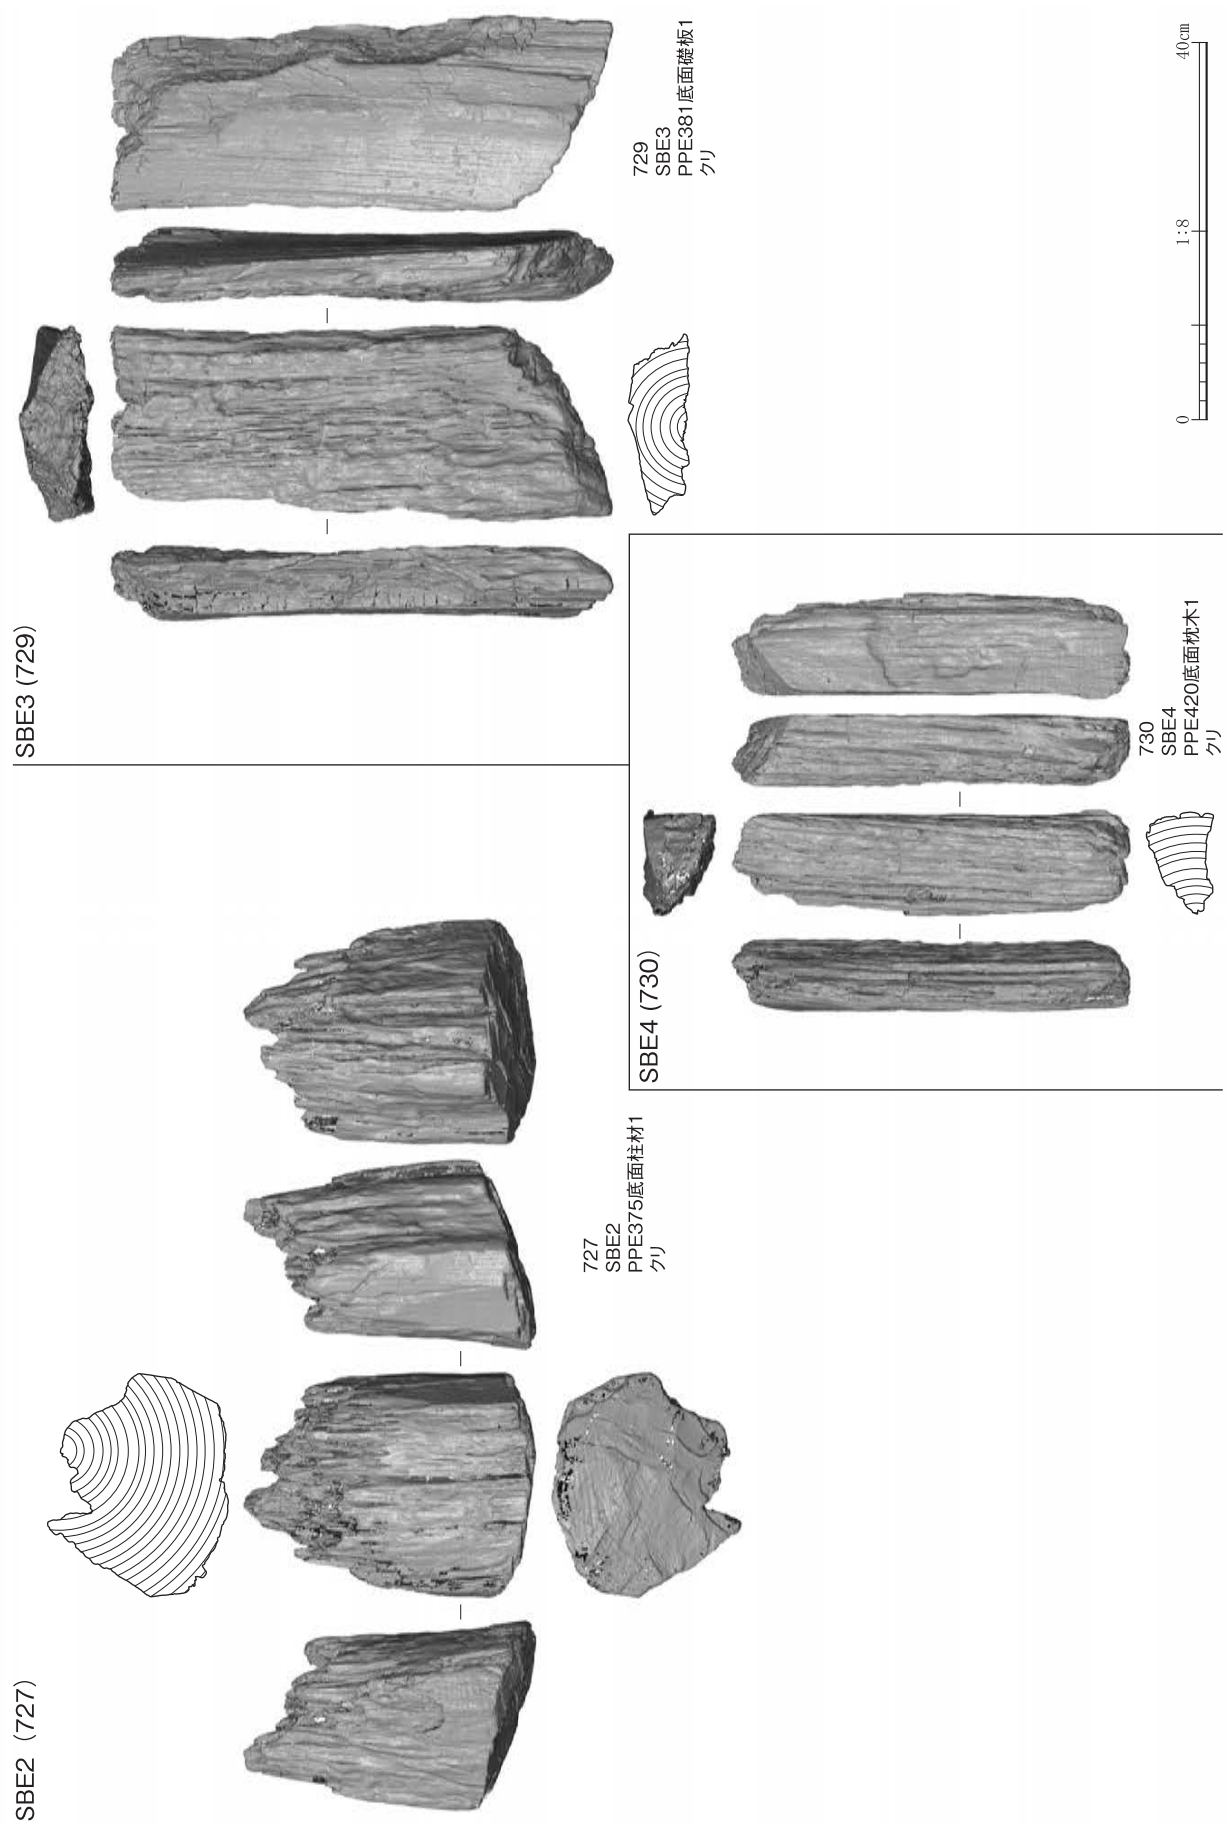 SBE2（727）
727
SBE2
PPE375底面柱材1
クリ
SBE3（729）
729
SBE3
PPE381底面礎板1
クリ
SBE4（730）
730
SBE4
PPE420底面枕木1
クリ
0 1:8 40cm